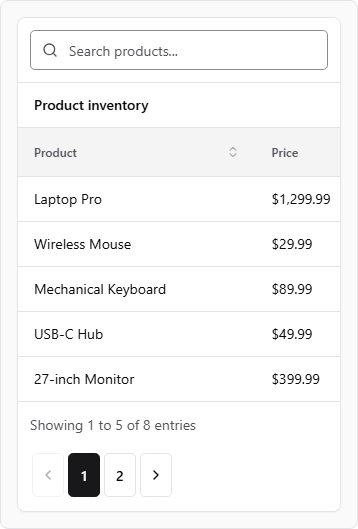 Search products...
Product inventory
Product Price
Laptop Pro $1,299.99
Wireless Mouse $29.99
Mechanical Keyboard $89.99
USB-C Hub $49.99
27-inch Monitor $399.99
Showing 1 to 5 of 8 entries
1 2